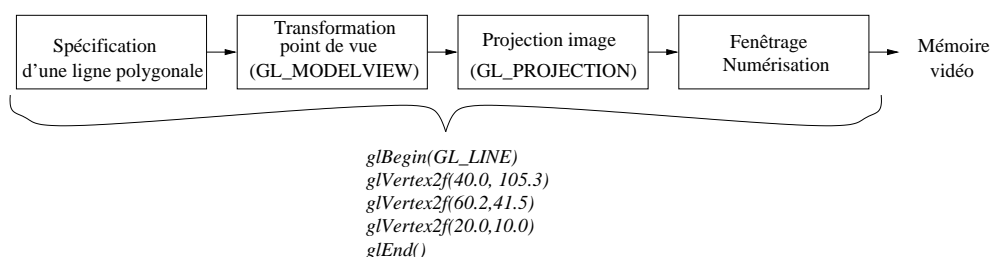 Spécification
d'une ligne polygonale
Transformation
point de vue
(GL_MODELVIEW)
Projection image
(GL_PROJECTION)
Fenêtrage
Numérisation
Mémoire
vidéo
glBegin(GL_LINE)
glVertex2f(40.0, 105.3)
glVertex2f(60.2,41.5)
glVertex2f(20.0,10.0)
glEnd()